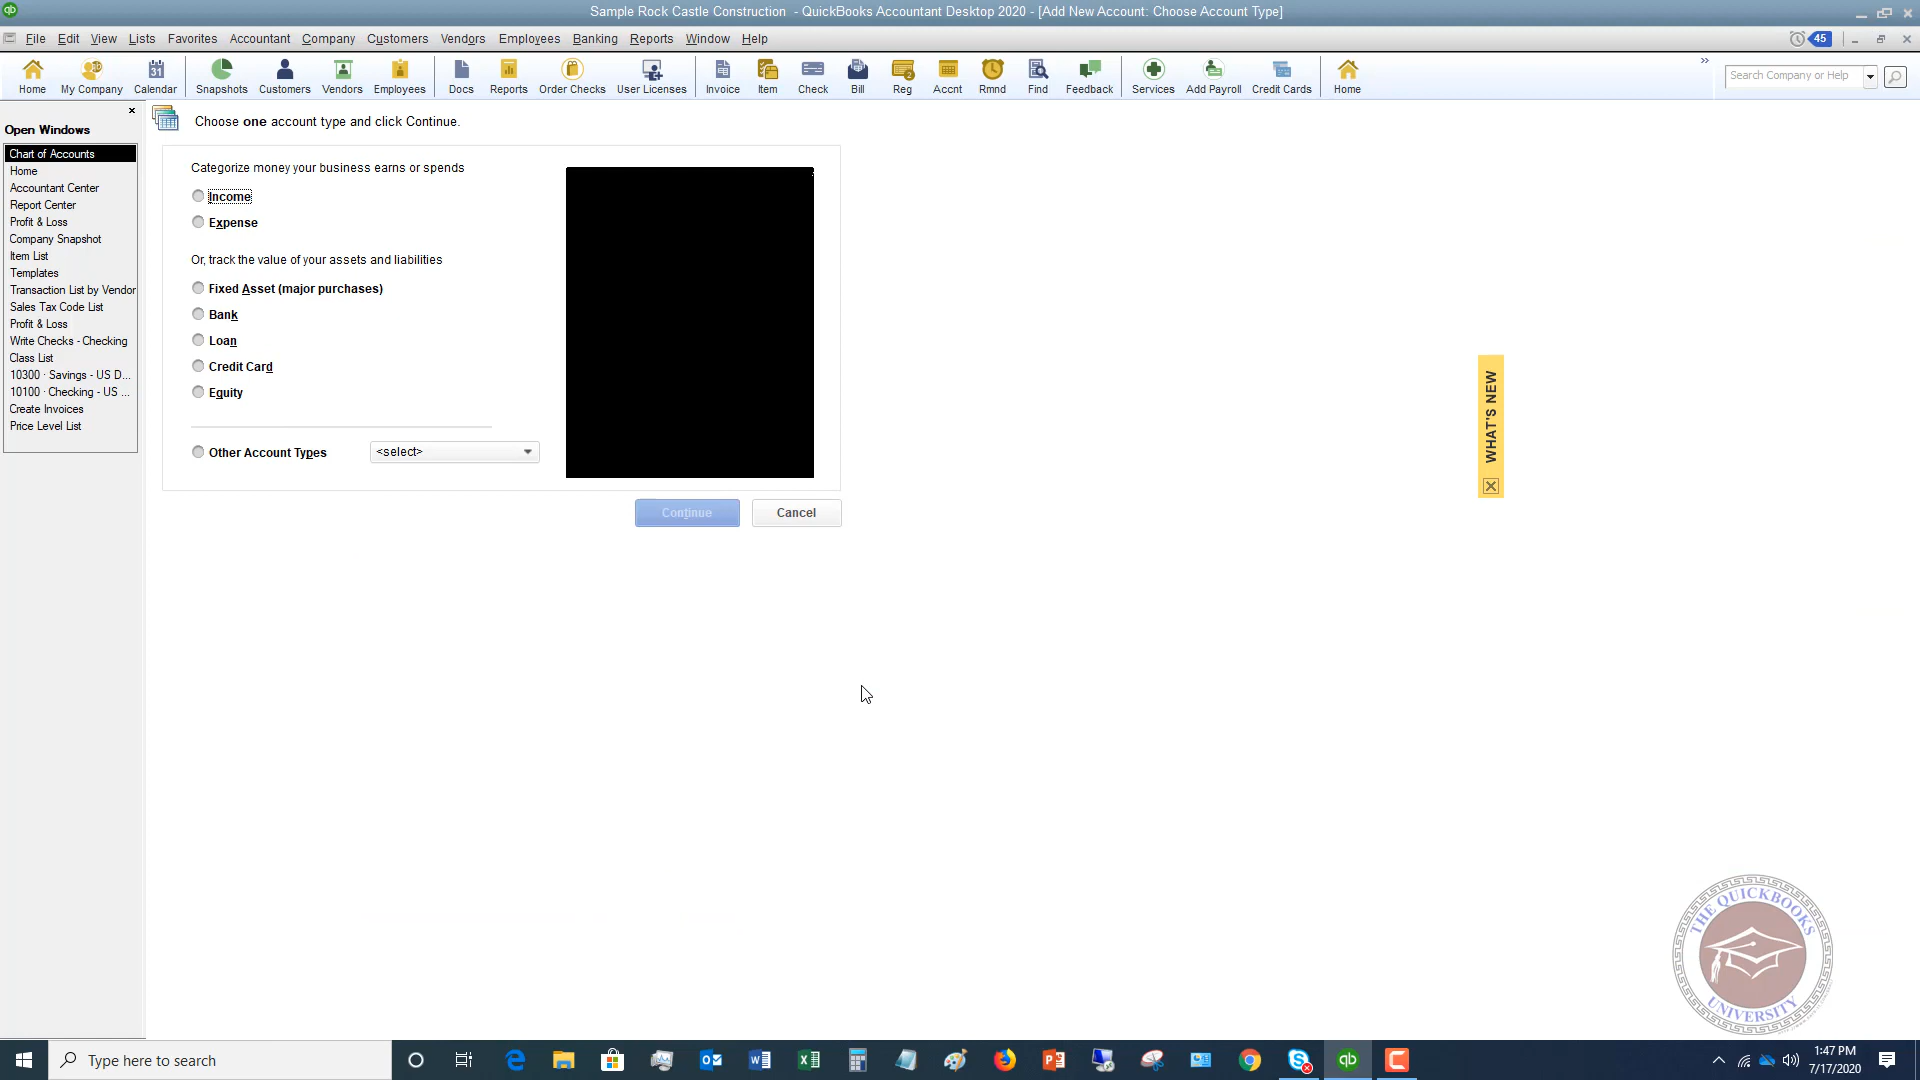 Sample Rock Castle Construction - QuickBooks Accountant Desktop 2020 - [Add New Account: Choose Account Type]
File Edit View Lists Favorites Accountant Company Customers Vendors Employees Banking Reports Window Help 45
Home My Company Calendar Snapshots Customers Vendors Employees Docs Reports Order Checks User Licenses Invoice Item Check Bill Reg Accnt Rmnd Find Feedback Services Add Payroll Credit Cards Home
Search Company or Help
Open Windows
Chart of Accounts
Home
Accountant Center
Report Center
Profit & Loss
Company Snapshot
Item List
Templates
Transaction List by Vendor
Sales Tax Code List
Profit & Loss
Write Checks - Checking
Class List
10300 · Savings - US D...
10100 · Checking - US ...
Create Invoices
Price Level List
Choose one account type and click Continue.
Categorize money your business earns or spends
Income
Expense
Or, track the value of your assets and liabilities
Fixed Asset (major purchases)
Bank
Loan
Credit Card
Equity
Other Account Types <select>
Continue Cancel
WHAT'S NEW
THE QUICKBOOKS
UNIVERSITY
Type here to search
1:47 PM
7/17/2020